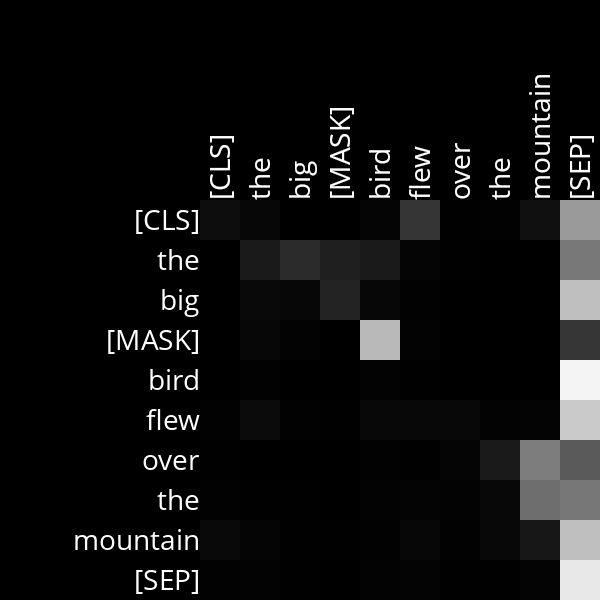 [CLS] the big [MASK] bird flew over the mountain [SEP]
[CLS]
the
big
[MASK]
bird
flew
over
the
mountain
[SEP]